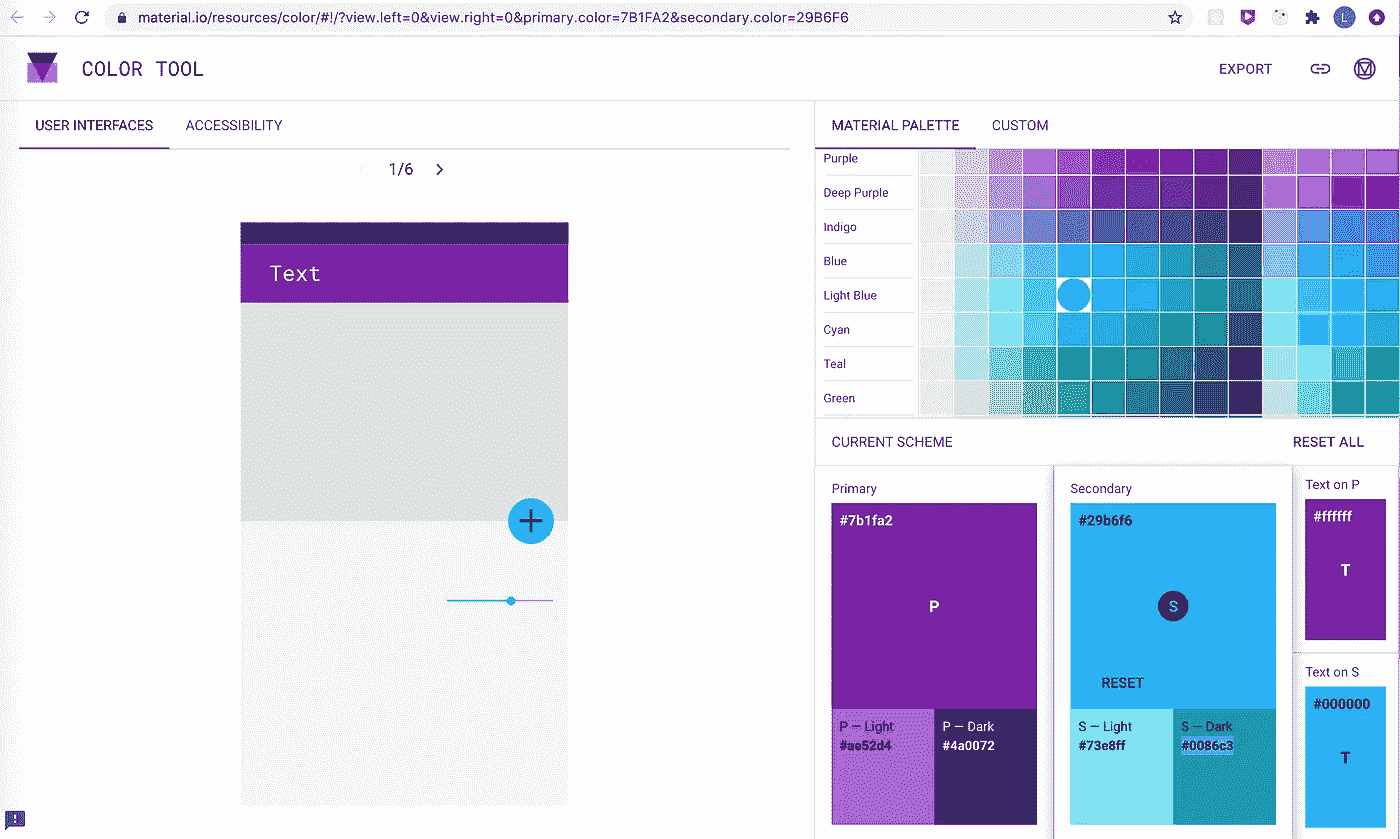 material.io/resources/color/#!/?view.left=0&view.right=0&primary.color=7B1FA2&secondary.color=29B6F6
COLOR TOOL
EXPORT
USER INTERFACES
ACCESSIBILITY
1/6
Text
MATERIAL PALETTE
CUSTOM
Purple
Deep Purple
Indigo
Blue
Light Blue
Cyan
Teal
Green
CURRENT SCHEME
RESET ALL
Primary
#7b1fa2
P
P — Light
#ae52d4
P — Dark
#4a0072
Secondary
#29b6f6
S
RESET
S — Light
#73e8ff
S — Dark
#0086c3
Text on P
#ffffff
T
Text on S
#000000
T